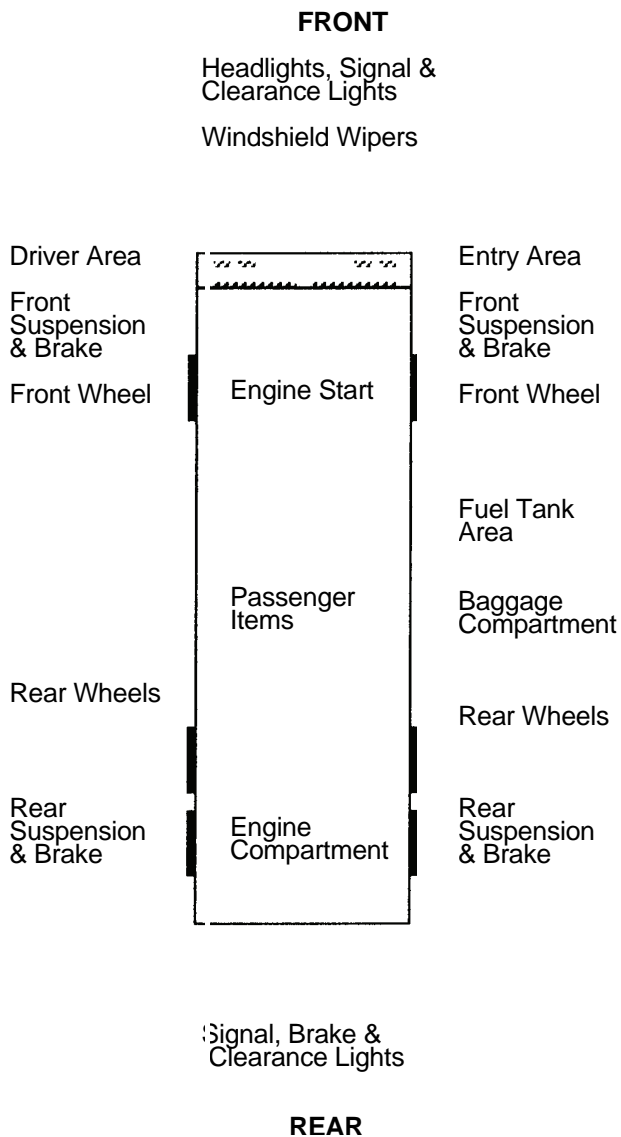 FRONT
Headlights, Signal &
Clearance Lights
Windshield Wipers
Driver Area
Front
Suspension
& Brake
Front Wheel
Rear Wheels
Rear
Suspension
& Brake
Engine Start
Passenger
Items
Engine
Compartment
Entry Area
Front
Suspension
& Brake
Front Wheel
Fuel Tank
Area
Baggage
Compartment
Rear Wheels
Rear
Suspension
& Brake
Signal, Brake &
Clearance Lights
REAR